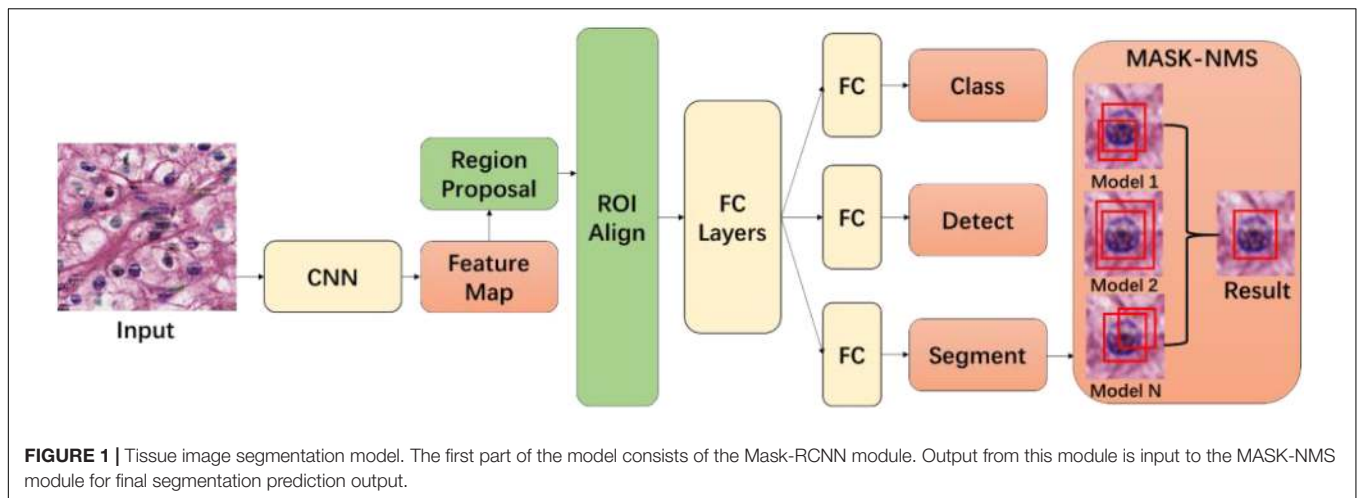 Input
CNN
Region
Proposal
Feature
Map
ROI
Align
FC
Layers
FC
Class
FC
Detect
FC
Segment
MASK-NMS
Model 1
Model 2
Model N
Result
FIGURE 1 | Tissue image segmentation model. The first part of the model consists of the Mask-RCNN module. Output from this module is input to the MASK-NMS
module for final segmentation prediction output.